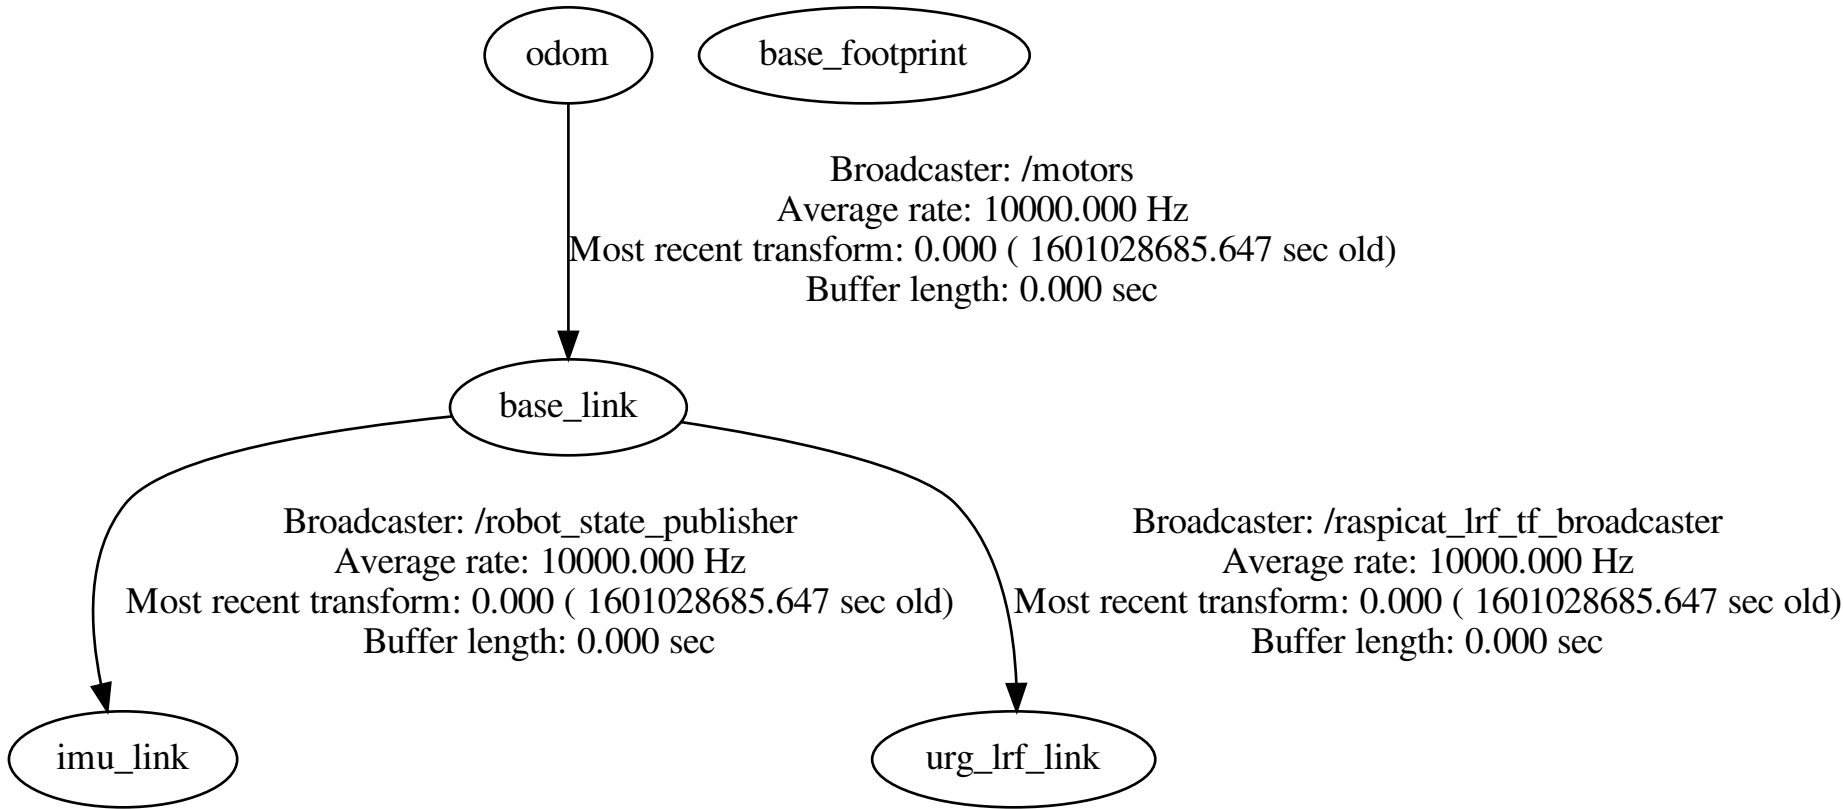 odom
base_footprint
Broadcaster: /motors
Average rate: 10000.000 Hz
Most recent transform: 0.000 ( 1601028685.647 sec old)
Buffer length: 0.000 sec
base_link
Broadcaster: /robot_state_publisher
Average rate: 10000.000 Hz
Most recent transform: 0.000 ( 1601028685.647 sec old)
Buffer length: 0.000 sec
Broadcaster: /raspicat_lrf_tf_broadcaster
Average rate: 10000.000 Hz
Most recent transform: 0.000 ( 1601028685.647 sec old)
Buffer length: 0.000 sec
imu_link
urg_lrf_link